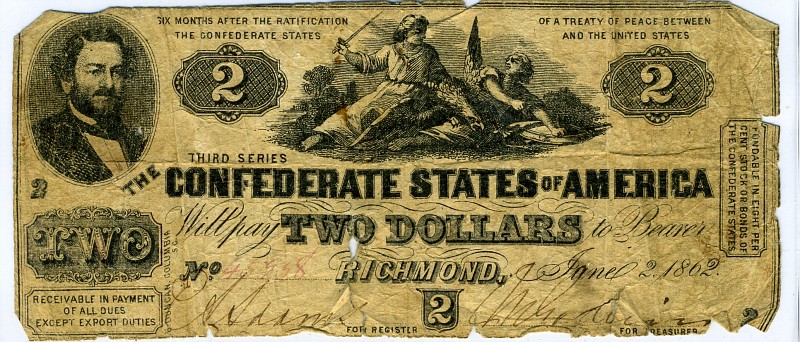 SIX MONTHS AFTER THE RATIFICATION
OF A TREATY OF PEACE BETWEEN
THE CONFEDERATE STATES
AND THE UNITED STATES
2
2
THIRD SERIES
2
THE CONFEDERATE STATES OF AMERICA
Will pay TWO DOLLARS to Bearer
TWO
No
RICHMOND, June 2, 1862.
RECEIVABLE IN PAYMENT
OF ALL DUES
EXCEPT EXPORT DUTIES
2
FOR REGISTER
FOR TREASURER
2
FUNDABLE IN EIGHT PER
CENT STOCK OR BONDS OF
THE CONFEDERATE STATES